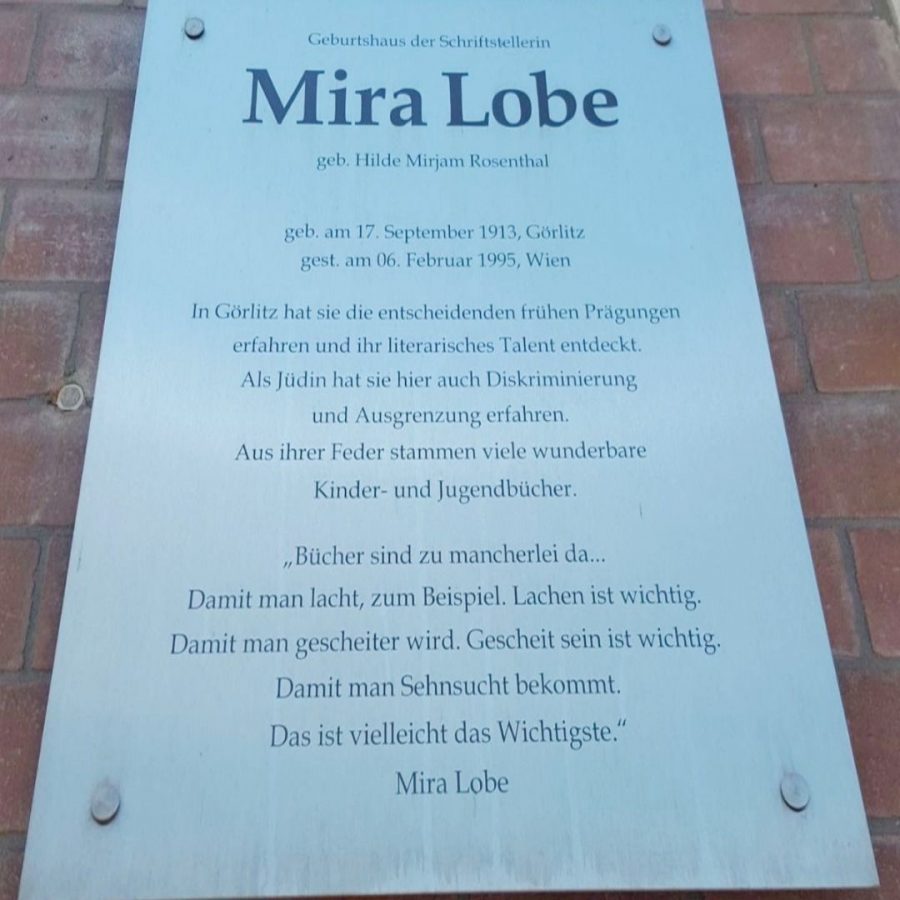 Geburtshaus der Schriftstellerin
Mira Lobe
geb. Hilde Mirjam Rosenthal
geb. am 17. September 1913, Görlitz
gest. am 06. Februar 1995, Wien
In Görlitz hat sie die entscheidenden frühen Prägungen
erfahren und ihr literarisches Talent entdeckt.
Als Jüdin hat sie hier auch Diskriminierung
und Ausgrenzung erfahren.
Aus ihrer Feder stammen viele wunderbare
Kinder- und Jugendbücher.
„Bücher sind zu mancherlei da...
Damit man lacht, zum Beispiel. Lachen ist wichtig.
Damit man gescheiter wird. Gescheit sein ist wichtig.
Damit man Sehnsucht bekommt.
Das ist vielleicht das Wichtigste.“
Mira Lobe